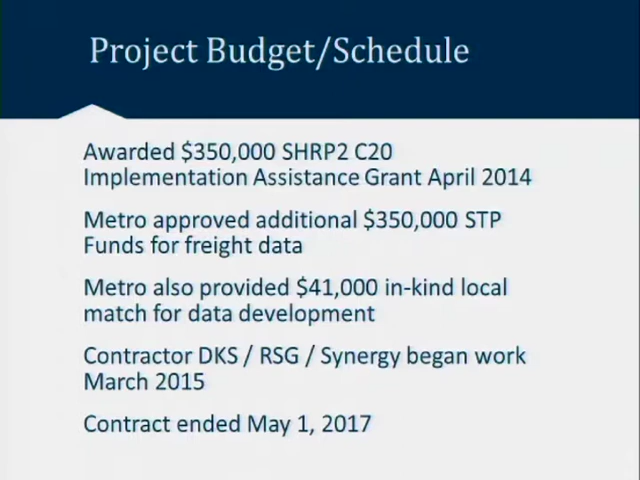 Project Budget/Schedule
Awarded $350,000 SHRP2 C20
Implementation Assistance Grant April 2014
Metro approved additional $350,000 STP
Funds for freight data
Metro also provided $41,000 in-kind local
match for data development
Contractor DKS / RSG / Synergy began work
March 2015
Contract ended May 1, 2017